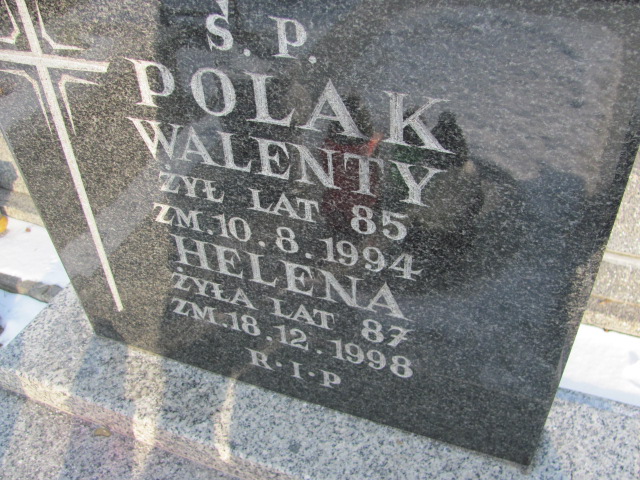 Ś. P.
POLAK
WALENTY
ŻYŁ LAT 85
ZM. 10. 8. 1994
HELENA
ŻYŁA LAT 87
ZM. 18. 12. 1998
R·I·P